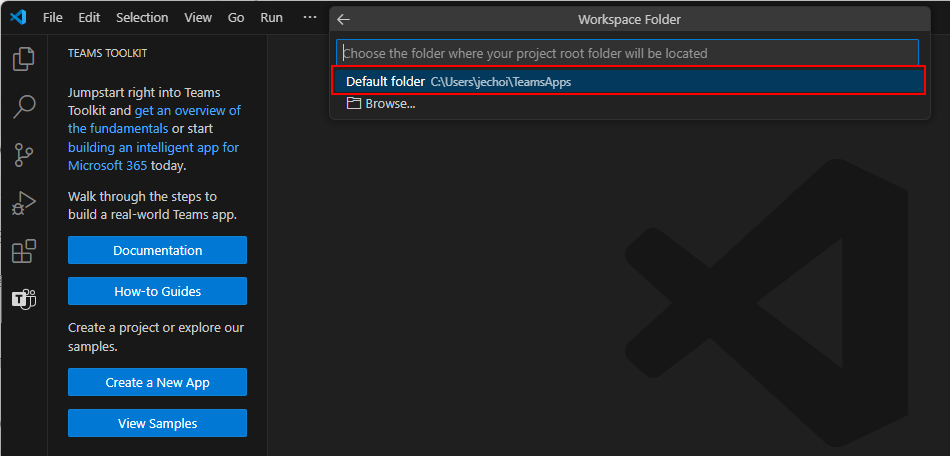 File Edit Selection View Go Run ···
Workspace Folder
Choose the folder where your project root folder will be located
Default folder C:\Users\jechoi\TeamsApps
Browse...
TEAMS TOOLKIT
Jumpstart right into Teams
Toolkit and get an overview of
the fundamentals or start
building an intelligent app for
Microsoft 365 today.
Walk through the steps to
build a real-world Teams app.
Documentation
How-to Guides
Create a project or explore our
samples.
Create a New App
View Samples